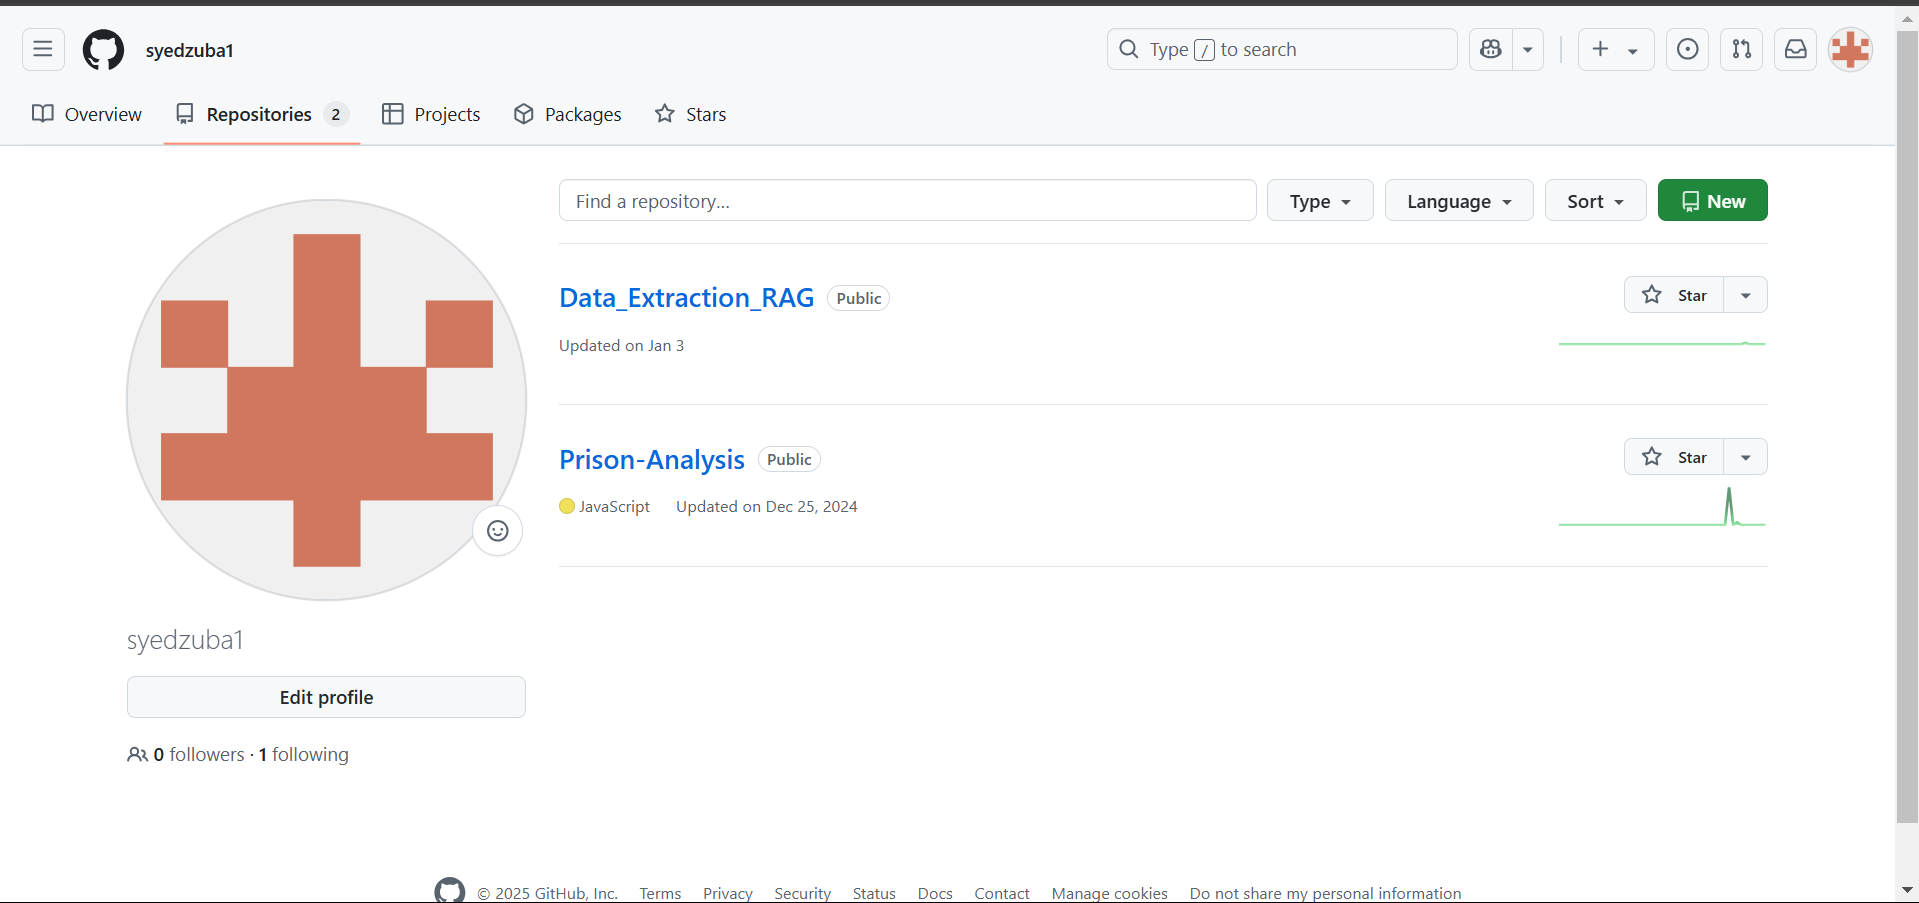 syedzuba1
Type / to search
Overview Repositories 2 Projects Packages Stars
Find a repository...
Type Language Sort New
Data_Extraction_RAG Public
Star
Updated on Jan 3
Prison-Analysis Public
Star
JavaScript Updated on Dec 25, 2024
syedzuba1
Edit profile
0 followers · 1 following
© 2025 GitHub, Inc. Terms Privacy Security Status Docs Contact Manage cookies Do not share my personal information